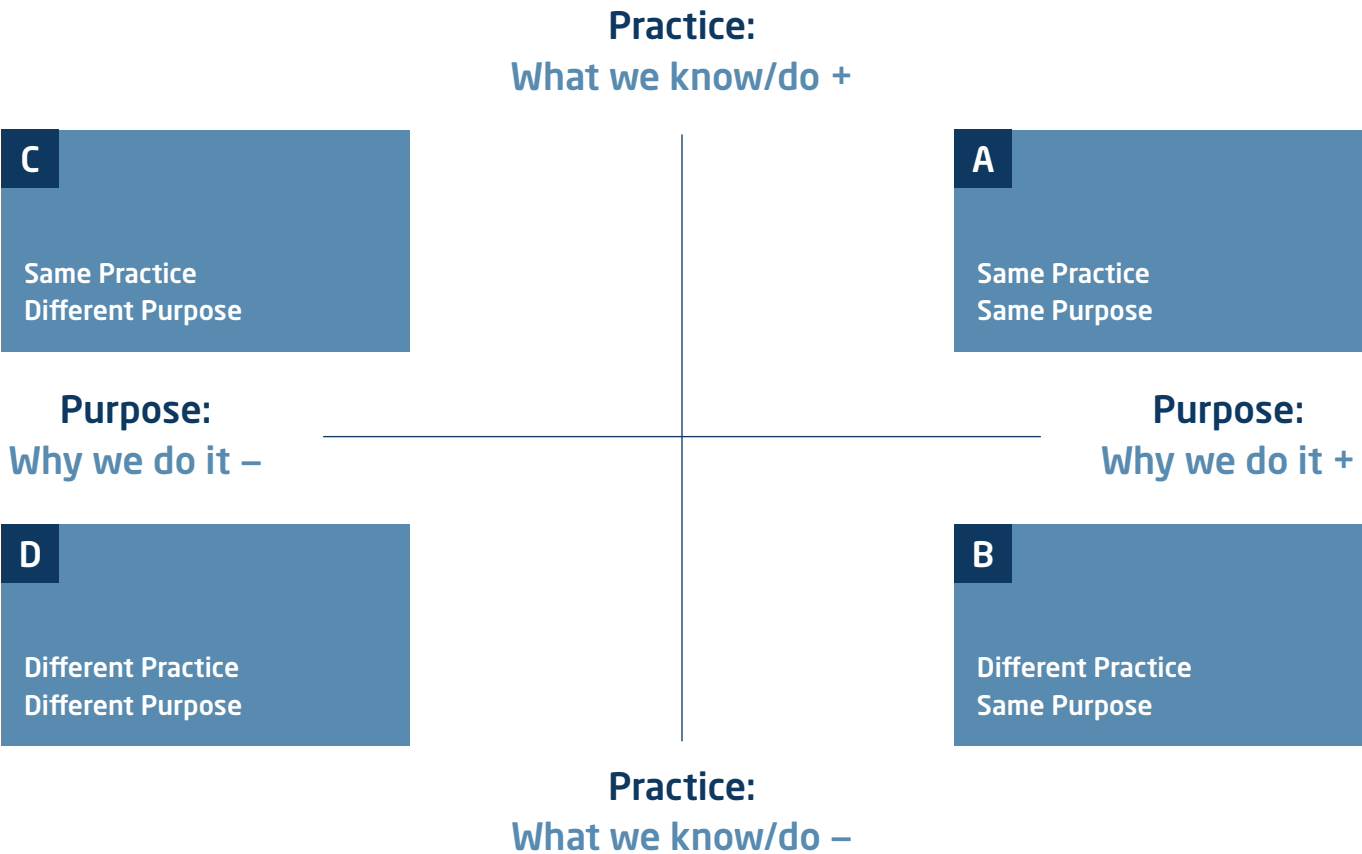 Practice:
What we know/do +
C
Same Practice
Different Purpose
A
Same Practice
Same Purpose
Purpose:
Why we do it –
Purpose:
Why we do it +
D
Different Practice
Different Purpose
B
Different Practice
Same Purpose
Practice:
What we know/do –